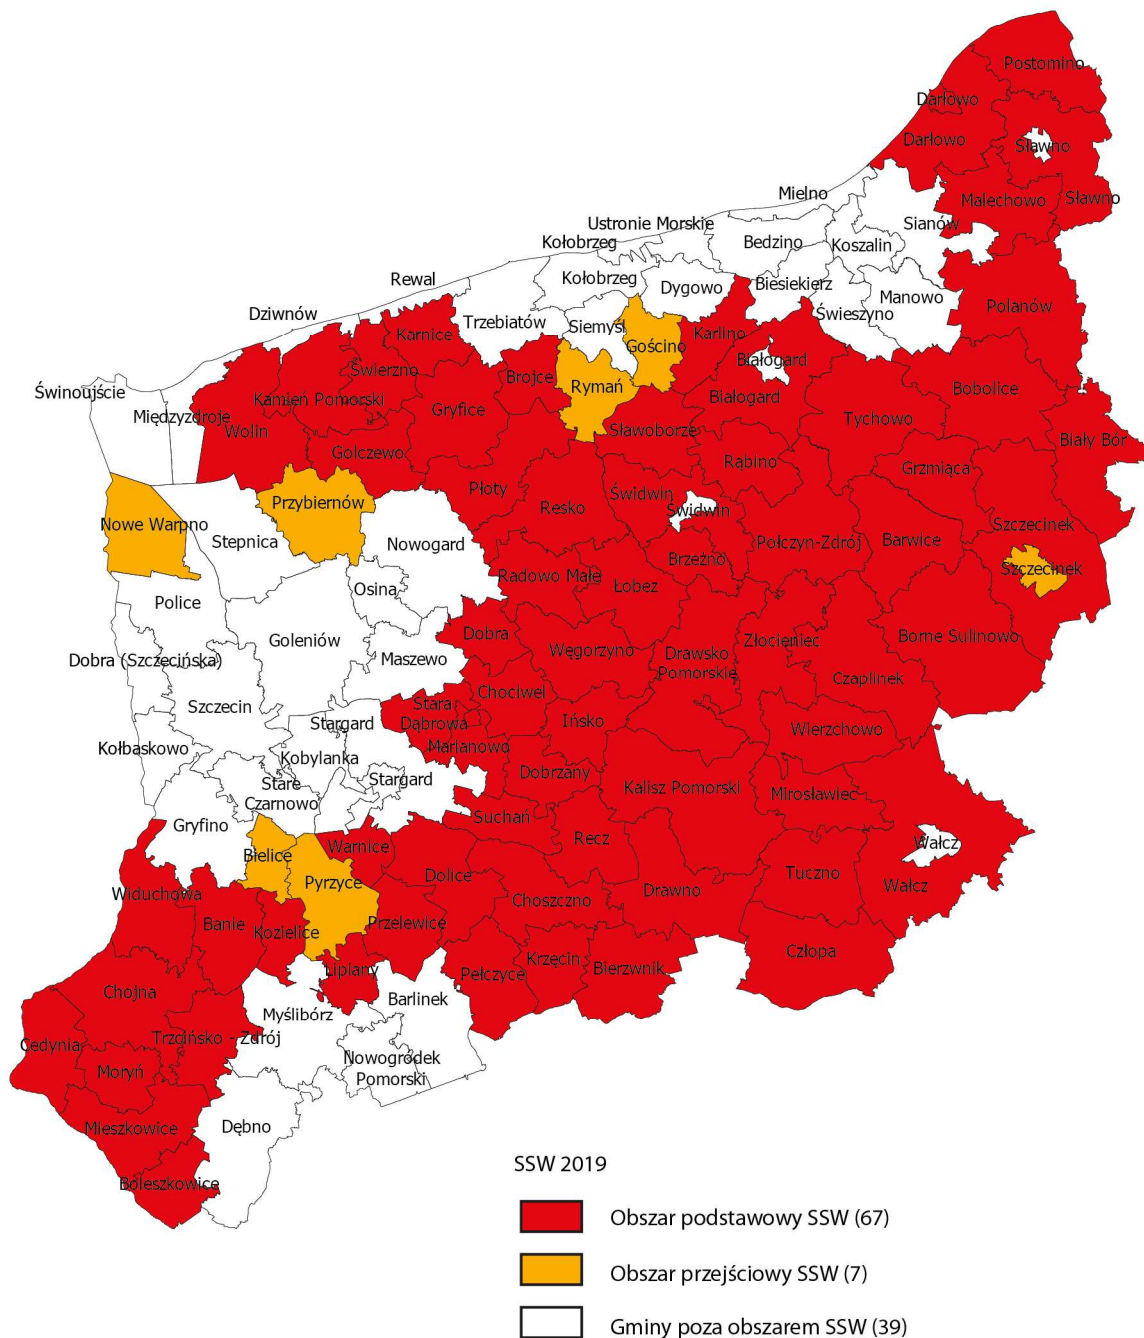 Postomino
Darłowo
Darłowo
Sławno
Mielno
Malechowo
Sławno
Ustronie Morskie
Sianów
Kołobrzeg
Bedzino
Koszalin
Rewal
Kołobrzeg
Dygowo
Biesiekierz
Manowo
Polanów
Dziwnów
Trzebiatów
Siemyśl
Świeszyno
Karnice
Gościno
Karlino
Białogard
Świnoujście
Świerzno
Brojce
Rymań
Bobolice
Międzyzdroje
Kamień Pomorski
Gryfice
Białogard
Tychowo
Wolin
Sławoborze
Biały Bór
Golczewo
Rąbino
Grzmiąca
Płoty
Świdwin
Przybiernów
Resko
Świdwin
Nowe Warpno
Szczecinek
Stepnica
Nowogard
Połczyn-Zdrój
Barwice
Brzeżno
Szczecinek
Radowo Małe
Łobez
Osina
Police
Goleniów
Dobra
Złocieniec
Borne Sulinowo
Węgorzyno
Drawsko
Pomorskie
Dobra (Szczecińska)
Maszewo
Czaplinek
Chociwel
Szczecin
Stara
Dąbrowa
Stargard
Ińsko
Wierzchowo
Kołbaskowo
Marianowo
Kobylanka
Dobrzany
Stargard
Stare
Czarnowo
Kalisz Pomorski
Mirosławiec
Gryfino
Suchań
Recz
Wałcz
Bielice
Warnice
Pyrzyce
Dolice
Tuczno
Widuchowa
Drawno
Wałcz
Choszczno
Banie
Kozielice
Przelewice
Człopa
Krzęcin
Lipiany
Pełczyce
Bierzwnik
Chojna
Barlinek
Myślibórz
Cedynia
Trzcińsko - Zdrój
Nowogródek
Pomorski
Moryń
Mieszkowice
Dębno
Boleszkowice
SSW 2019
Obszar podstawowy SSW (67)
Obszar przejściowy SSW (7)
Gminy poza obszarem SSW (39)